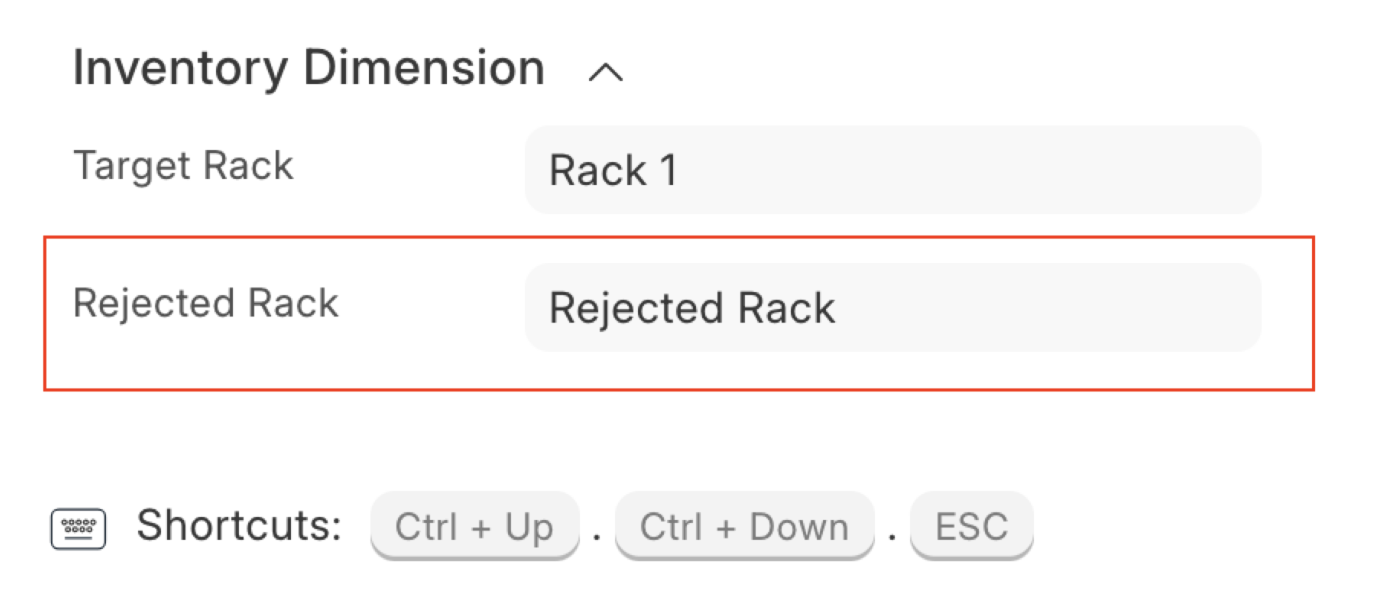 Inventory Dimension
Target Rack Rack 1
Rejected Rack Rejected Rack
Shortcuts: Ctrl + Up . Ctrl + Down . ESC